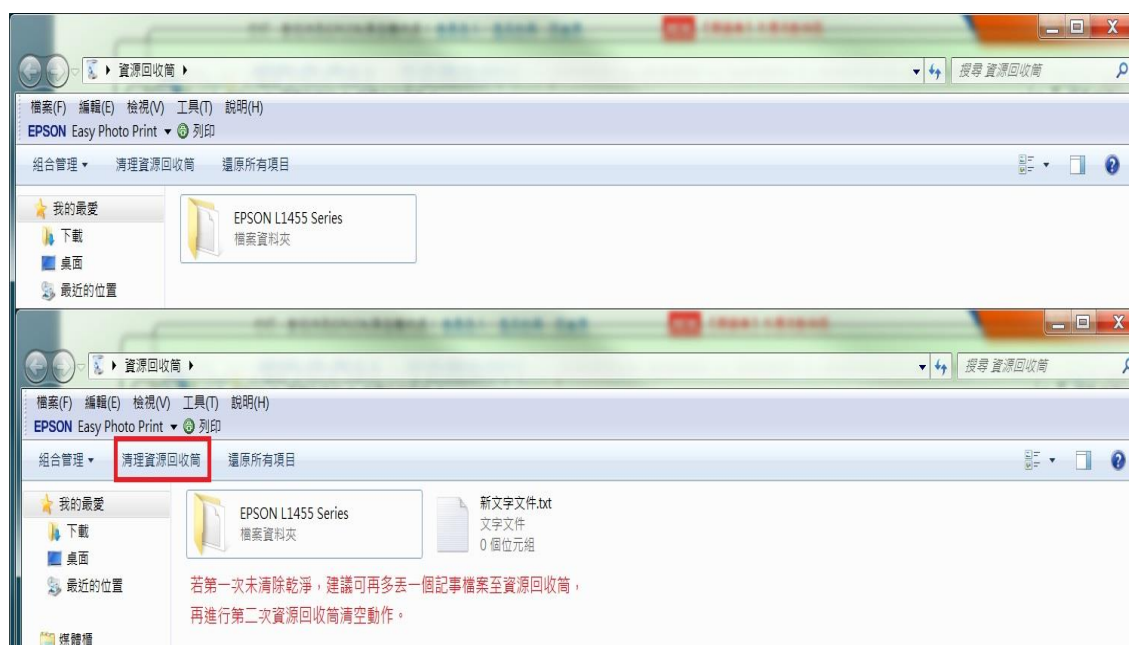 資源回收筒
搜尋 資源回收筒
檔案(F) 編輯(E) 檢視(V) 工具(T) 說明(H)
EPSON Easy Photo Print 列印
組合管理 清理資源回收筒 還原所有項目
我的最愛
下載
桌面
最近的位置
EPSON L1455 Series
檔案資料夾
資源回收筒
搜尋 資源回收筒
檔案(F) 編輯(E) 檢視(V) 工具(T) 說明(H)
EPSON Easy Photo Print 列印
組合管理 清理資源回收筒 還原所有項目
我的最愛
下載
桌面
最近的位置
媒體櫃
EPSON L1455 Series
檔案資料夾
新文字文件.txt
文字文件
0 個位元組
若第一次未清除乾淨，建議可再多丟一個記事檔案至資源回收筒，
再進行第二次資源回收筒清空動作。